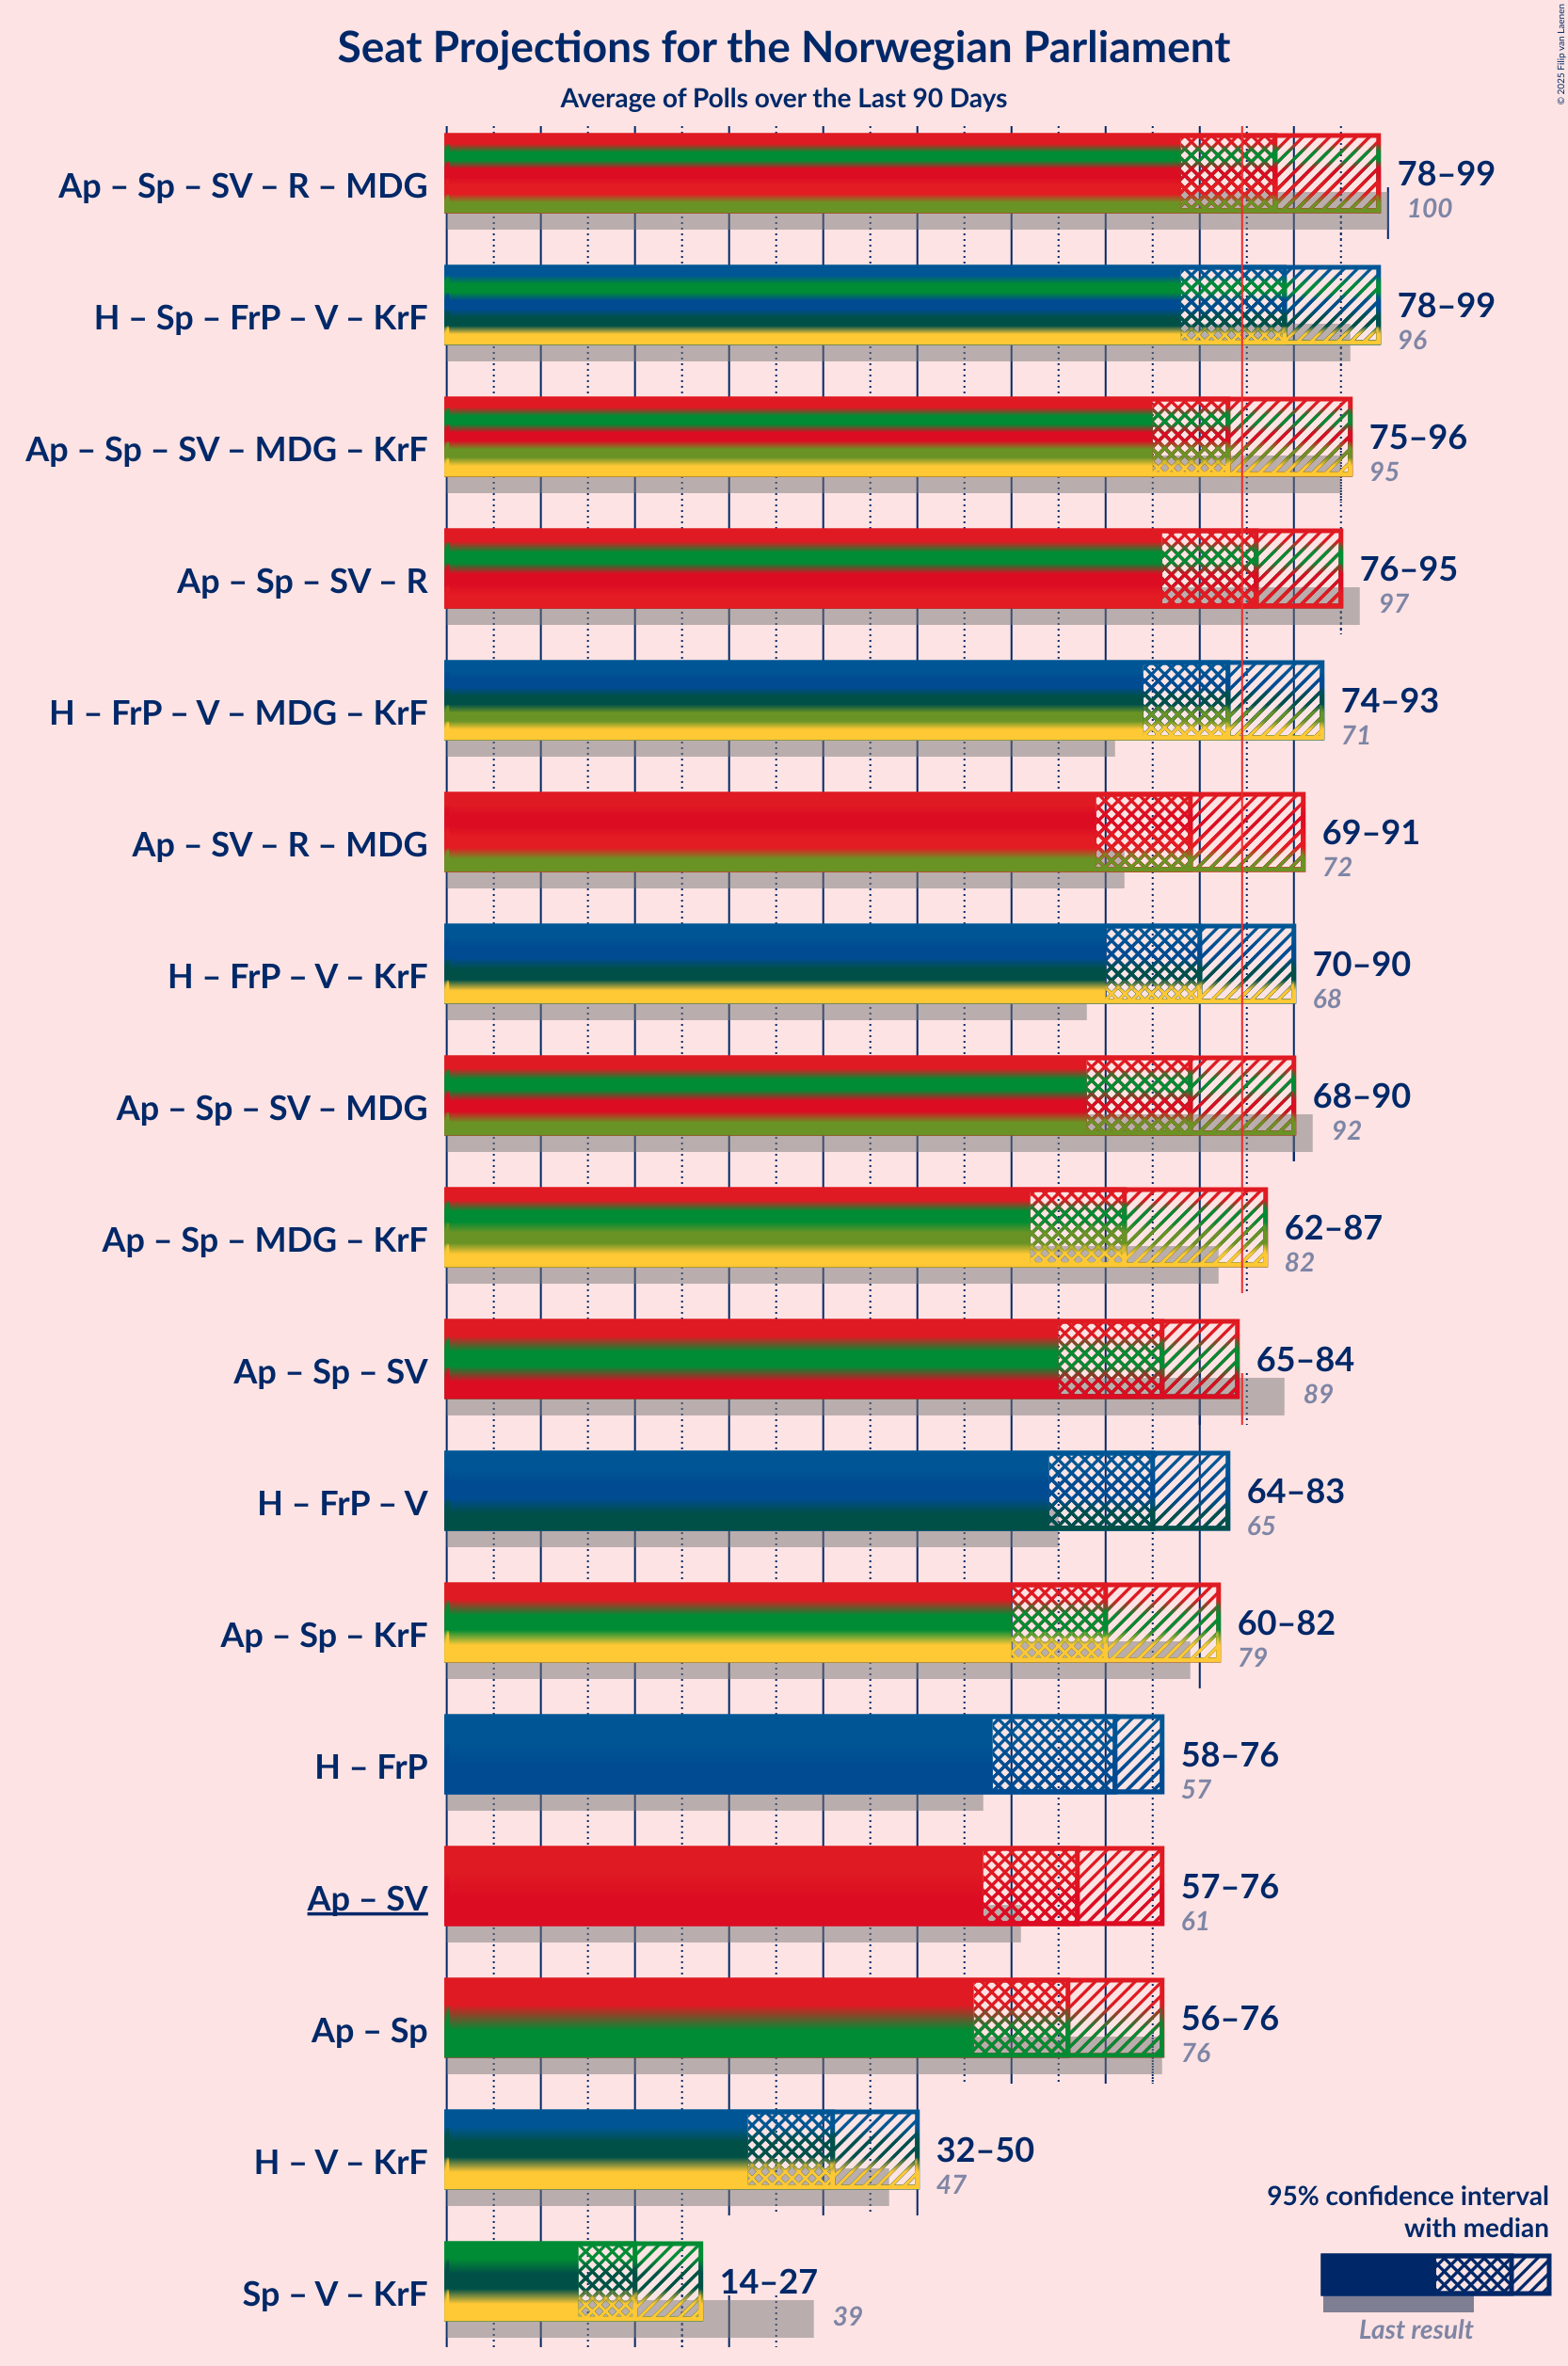 Seat Projections for the Norwegian Parliament
Average of Polls over the Last 90 Days
© 2025 Filip van Laenen
Ap – Sp – SV – R – MDG
78–99
100
H – Sp – FrP – V – KrF
78–99
96
Ap – Sp – SV – MDG – KrF
75–96
95
Ap – Sp – SV – R
76–95
97
H – FrP – V – MDG – KrF
74–93
71
Ap – SV – R – MDG
69–91
72
H – FrP – V – KrF
70–90
68
Ap – Sp – SV – MDG
68–90
92
Ap – Sp – MDG – KrF
62–87
82
Ap – Sp – SV
65–84
89
H – FrP – V
64–83
65
Ap – Sp – KrF
60–82
79
H – FrP
58–76
57
Ap – SV
57–76
61
Ap – Sp
56–76
76
H – V – KrF
32–50
47
Sp – V – KrF
14–27
39
95% confidence interval
with median
Last result